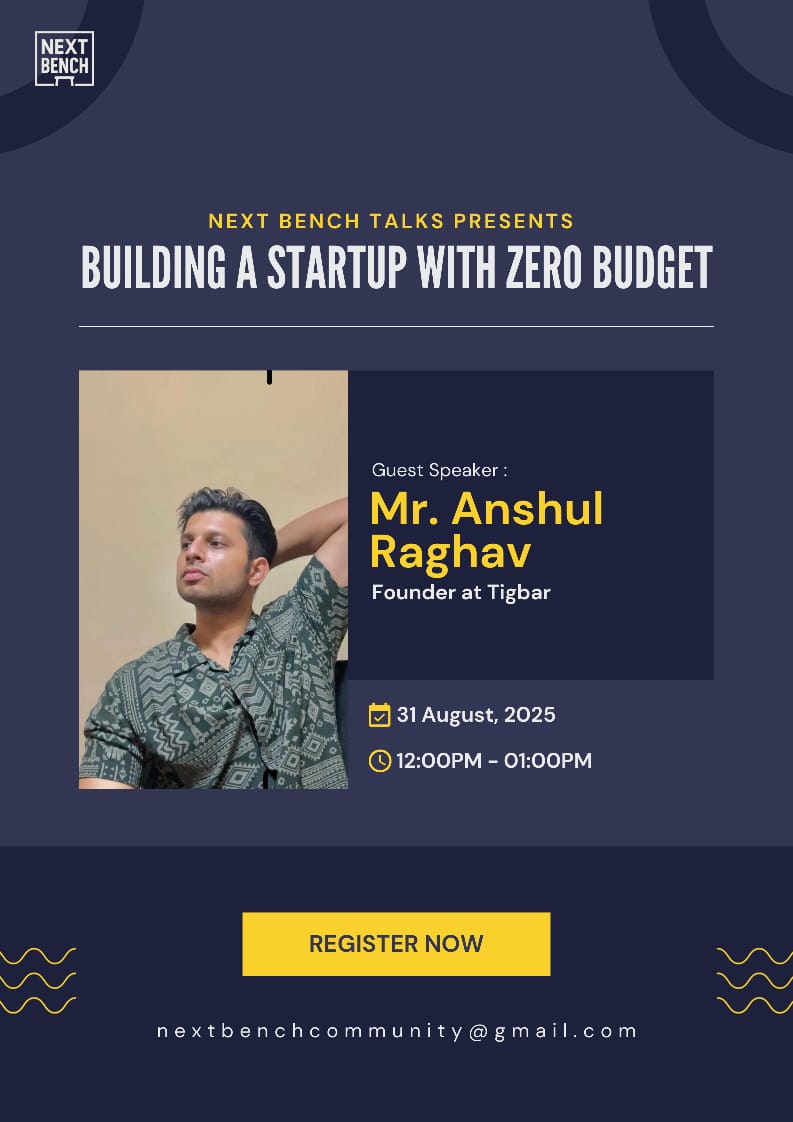 NEXT
BENCH
NEXT BENCH TALKS PRESENTS
BUILDING A STARTUP WITH ZERO BUDGET
Guest Speaker :
Mr. Anshul
Raghav
Founder at Tigbar
31 August, 2025
12:00PM - 01:00PM
REGISTER NOW
nextbenchcommunity@gmail.com